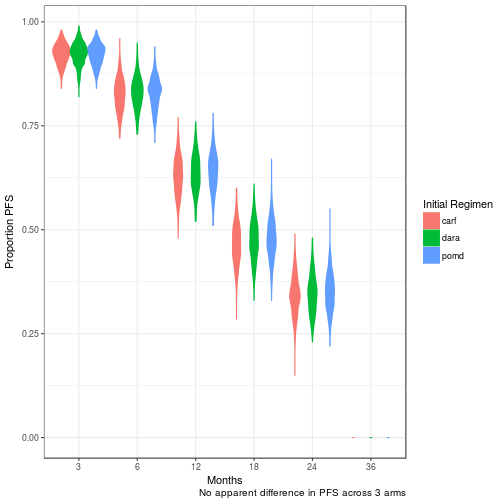 1.00
0.75
0.50
0.25
0.00
Proportion PFS
3 6 12 18 24 36
Months
No apparent difference in PFS across 3 arms
Initial Regimen
carf
dara
pomd